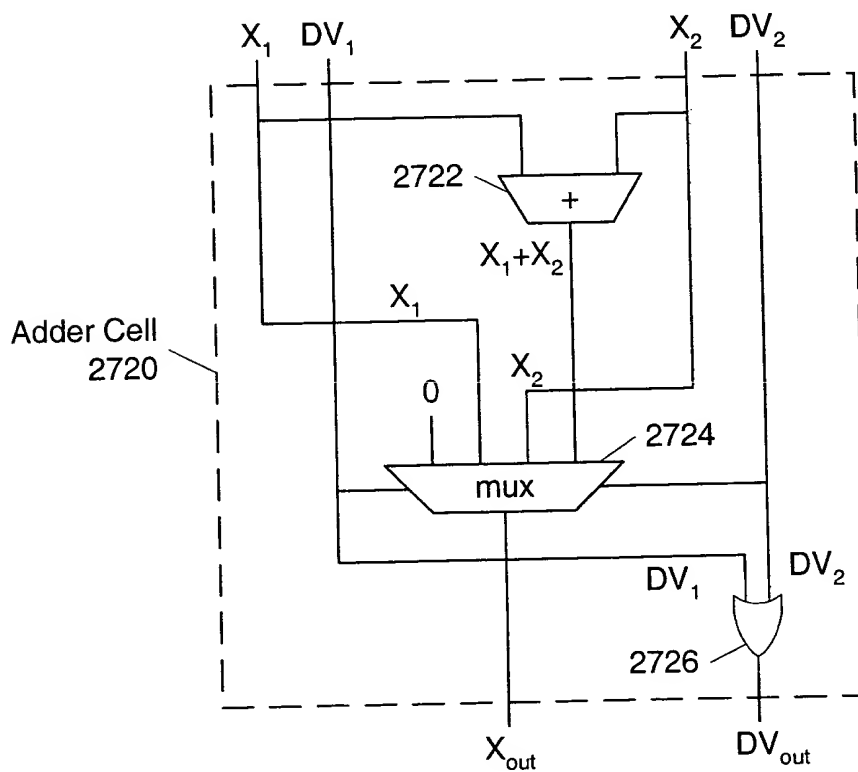 X₁ DV₁ X₂ DV₂
2722
+
X₁+X₂
X₁
Adder Cell
2720
X₂
0
2724
mux
DV₁ DV₂
2726
Xout DVout